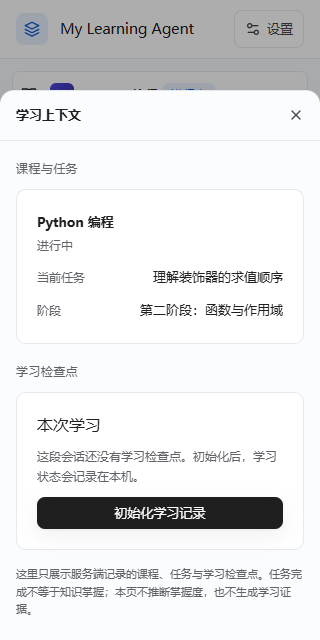 My Learning Agent
设置
学习上下文
课程与任务
Python 编程
进行中
当前任务
理解装饰器的求值顺序
阶段
第二阶段：函数与作用域
学习检查点
本次学习
这段会话还没有学习检查点。初始化后，学习
状态会记录在本机。
初始化学习记录
这里只展示服务端记录的课程、任务与学习检查点。任务完
成不等于知识掌握；本页不推断掌握度，也不生成学习证
据。